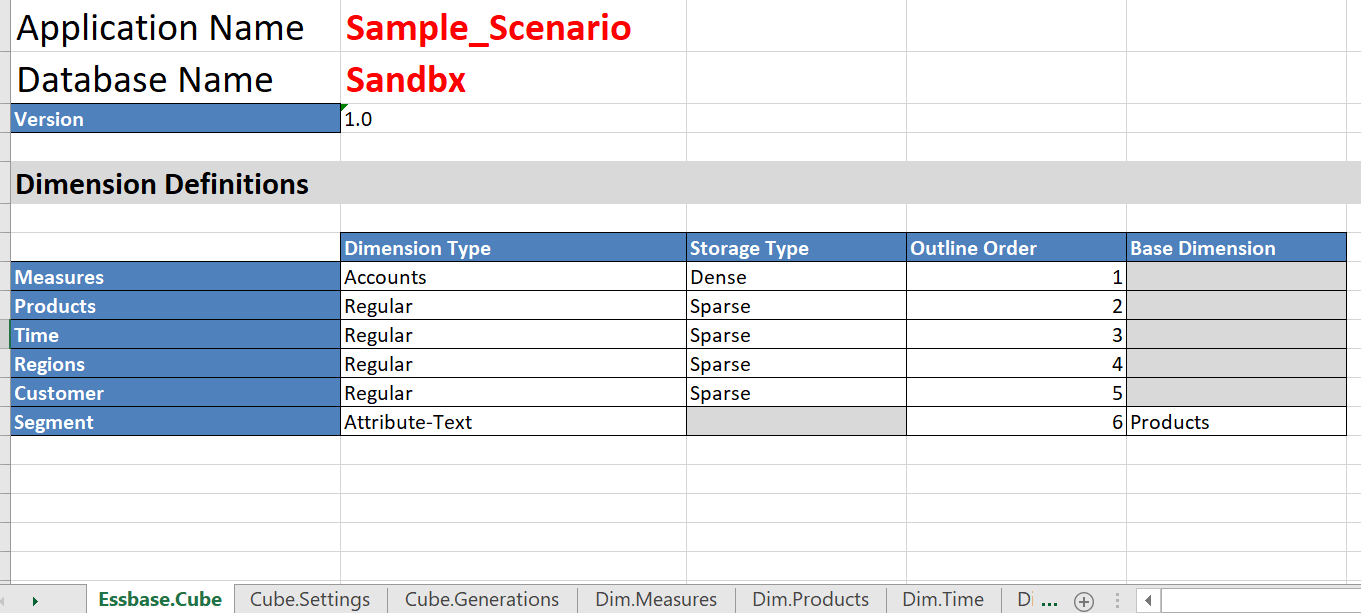 Application Name Sample_Scenario
Database Name Sandbx
Version 1.0
Dimension Definitions
Dimension Type Storage Type Outline Order Base Dimension
Measures Accounts Dense 1
Products Regular Sparse 2
Time Regular Sparse 3
Regions Regular Sparse 4
Customer Regular Sparse 5
Segment Attribute-Text 6 Products
Essbase.Cube Cube.Settings Cube.Generations Dim.Measures Dim.Products Dim.Time Di ...